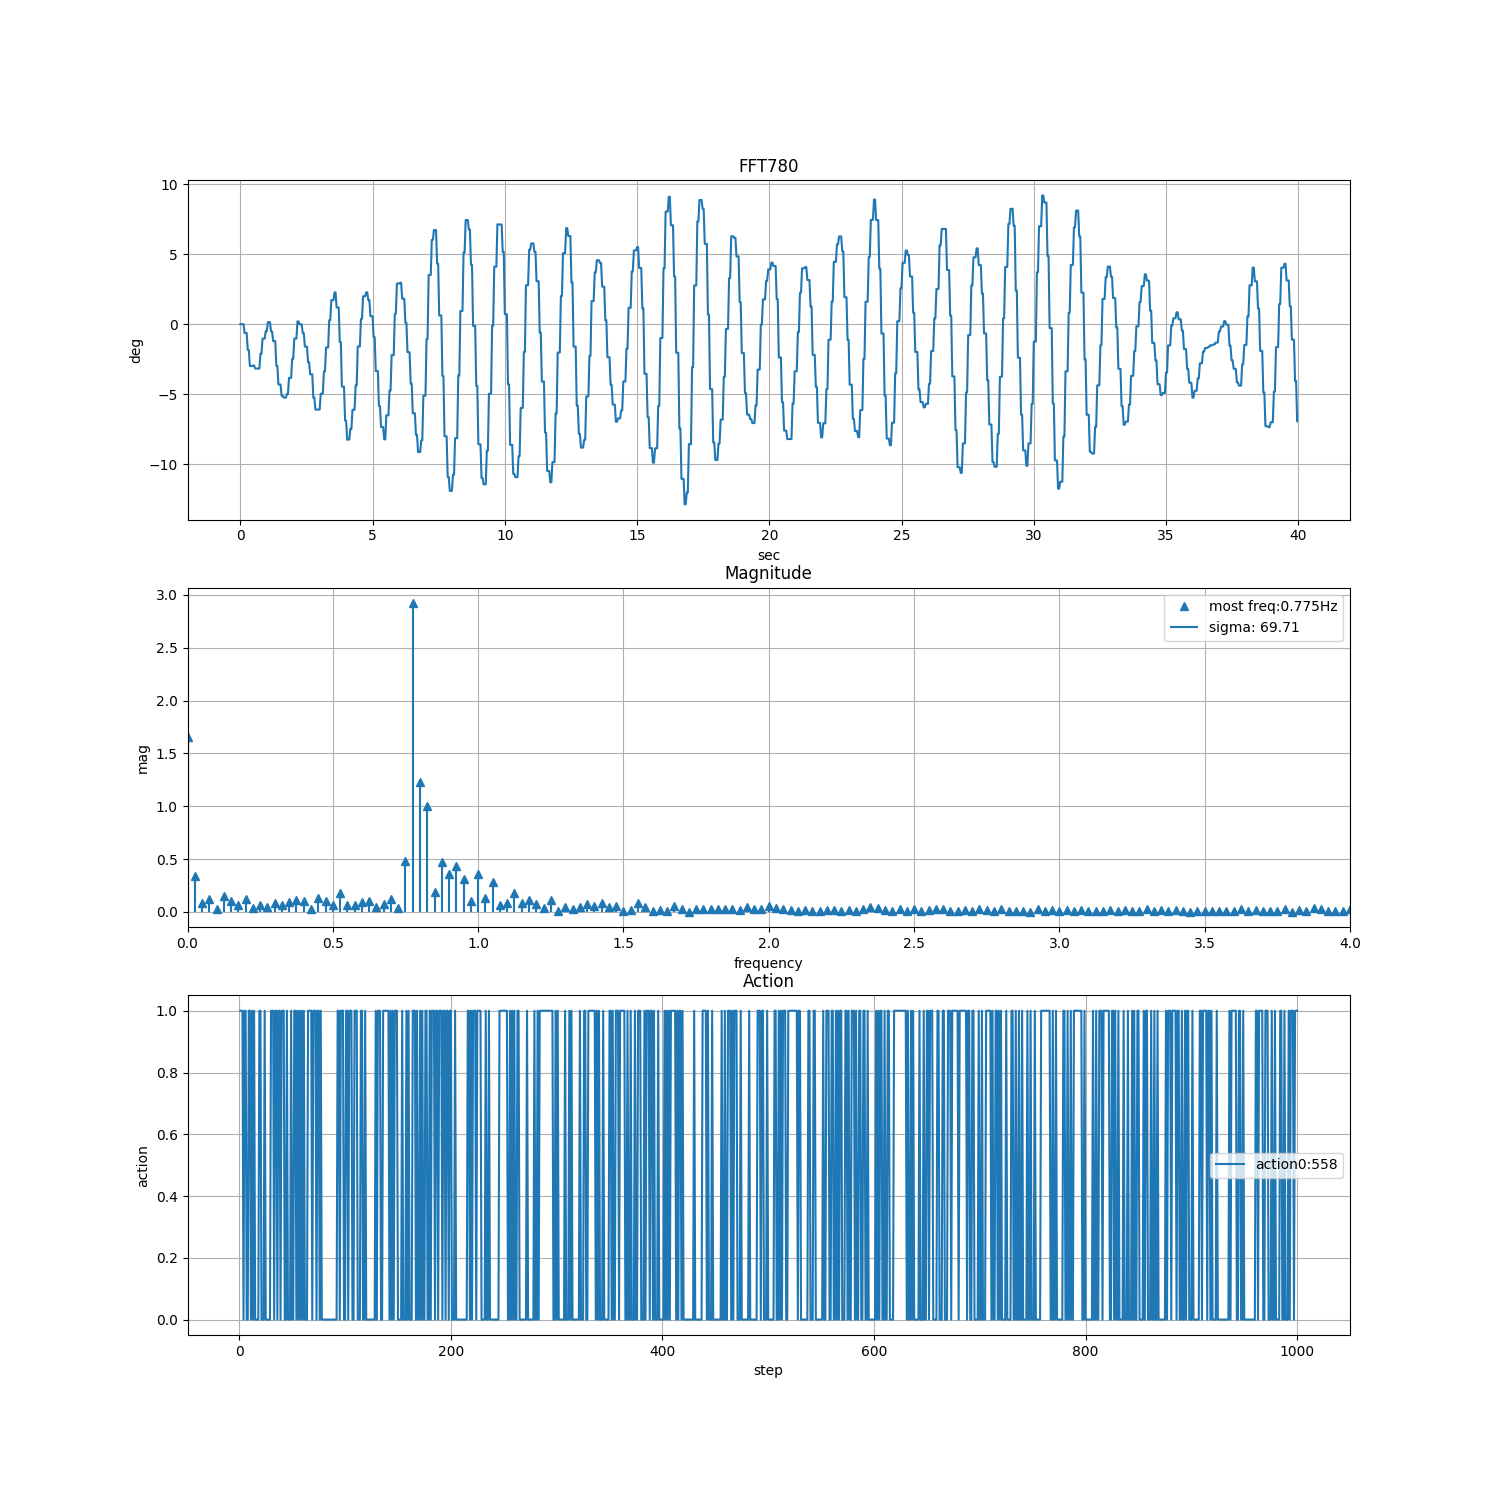 FFT780
10
5
0
−5
−10
deg
0 5 10 15 20 25 30 35 40
sec
Magnitude
3.0
2.5
2.0
1.5
1.0
0.5
0.0
mag
most freq:0.775Hz
sigma: 69.71
0.0 0.5 1.0 1.5 2.0 2.5 3.0 3.5 4.0
frequency
Action
1.0
0.8
0.6
0.4
0.2
0.0
action
action0:558
0 200 400 600 800 1000
step